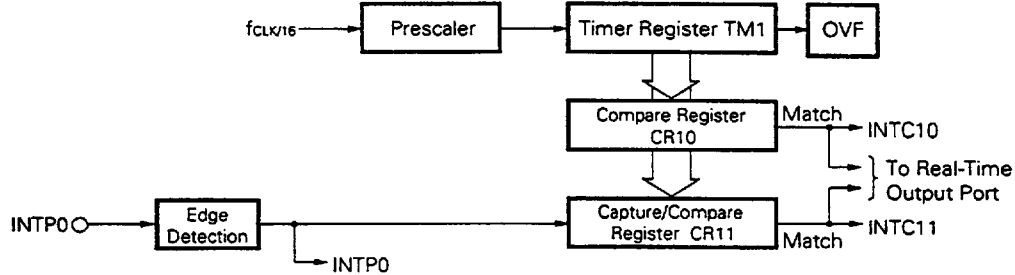 fCLK/16
Prescaler
Timer Register TM1
OVF
Compare Register
CR10
Match
INTC10
To Real-Time
Output Port
INTP0
Edge
Detection
Capture/Compare
Register CR11
Match
INTC11
INTP0